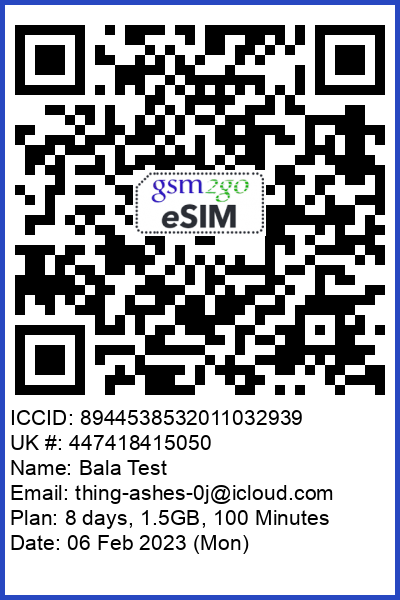 gsm2go
eSIM
ICCID: 8944538532011032939
UK #: 447418415050
Name: Bala Test
Email: thing-ashes-0j@icloud.com
Plan: 8 days, 1.5GB, 100 Minutes
Date: 06 Feb 2023 (Mon)